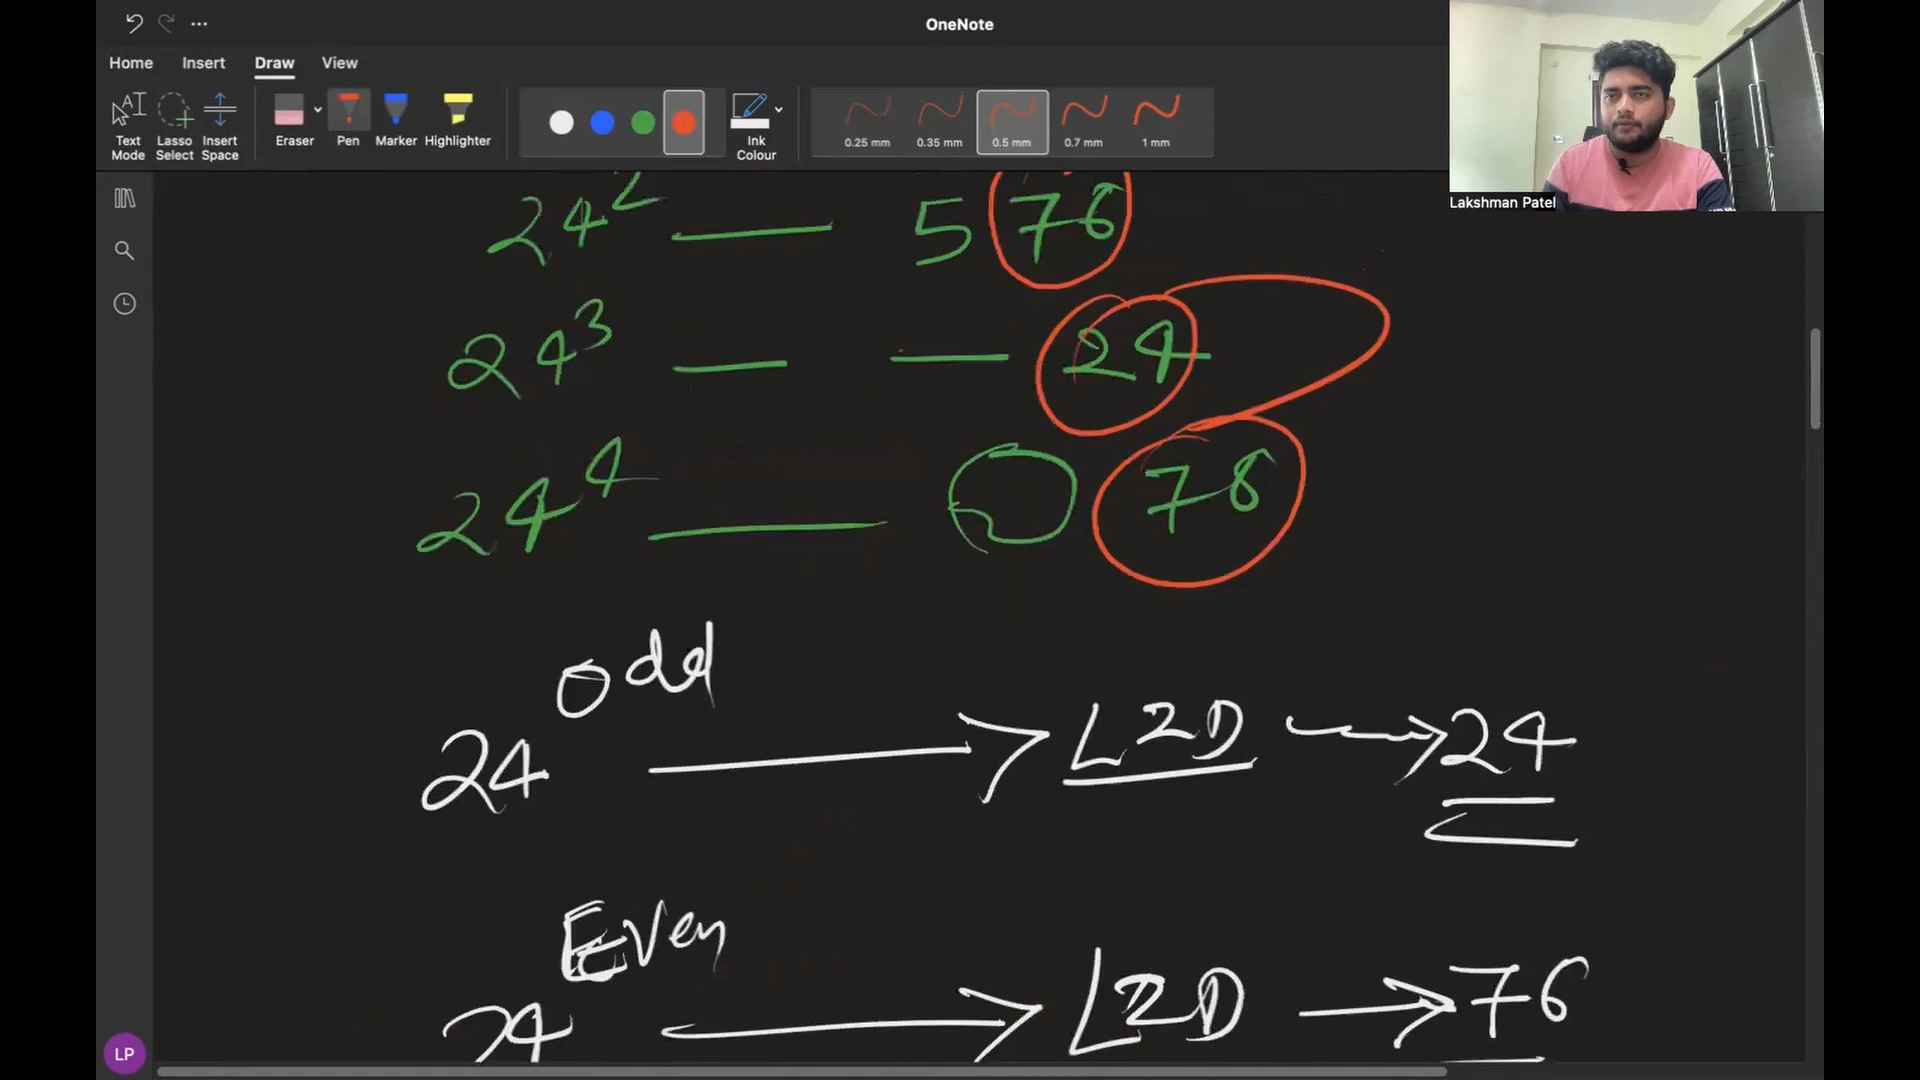 OneNote
Home Insert Draw View
Text Mode
Lasso Select
Insert Space
Eraser
Pen
Marker
Highlighter
Ink Colour
0.25 mm
0.35 mm
0.5 mm
0.7 mm
1 mm
Lakshman Patel
24² — 576
24³ — — 24
24⁴ — 76
24^Odd → L2D → 24
24^Even → L2D → 76
LP